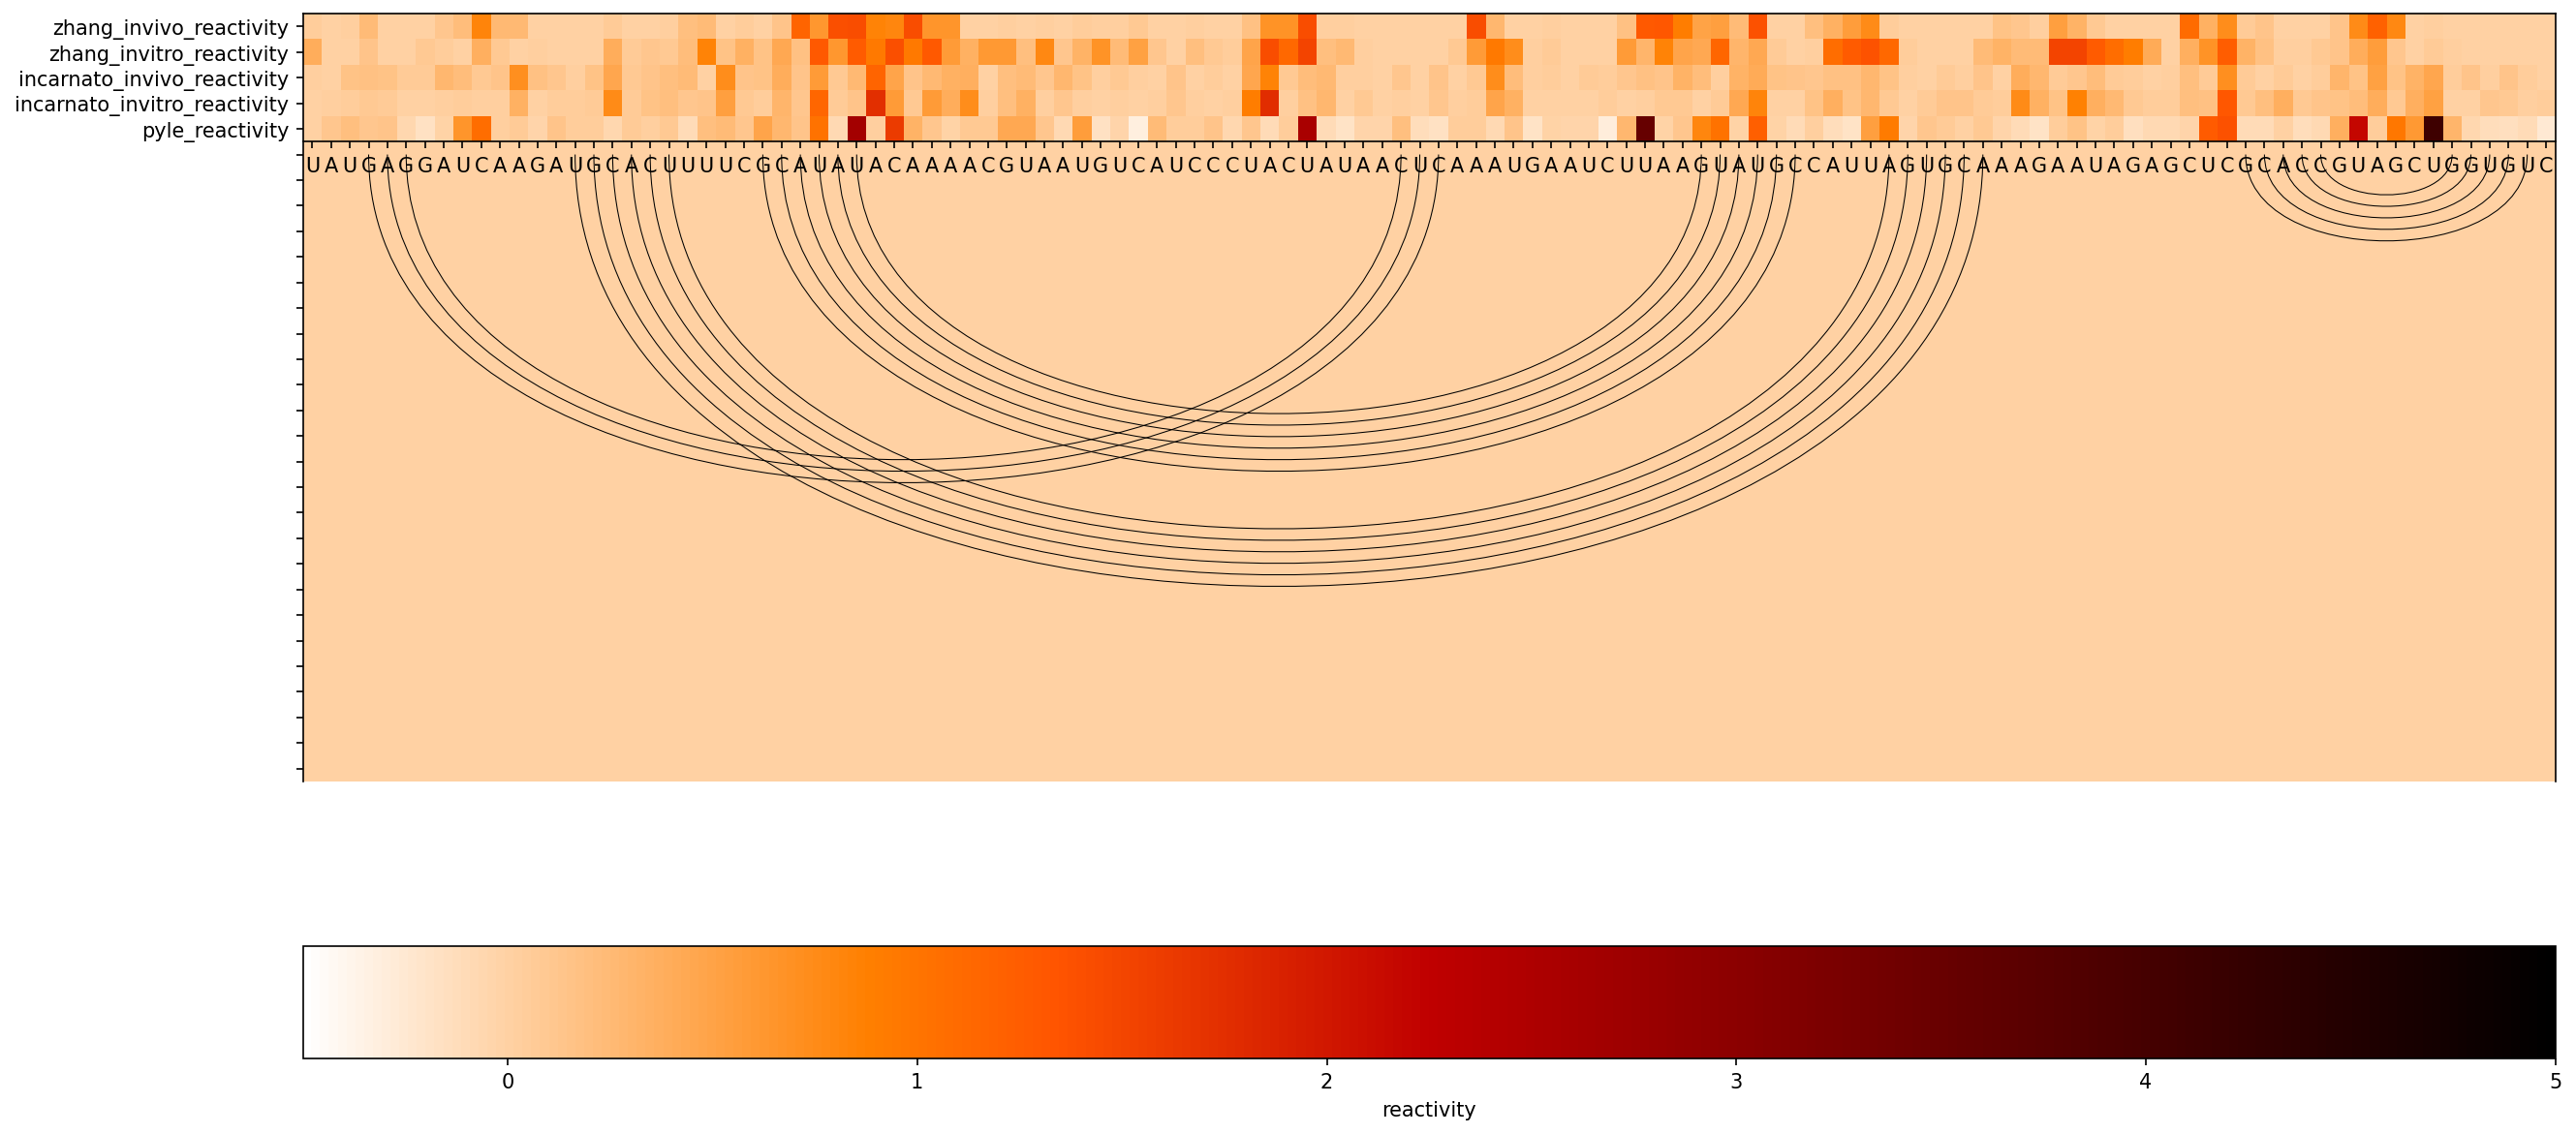 zhang_invivo_reactivity
zhang_invitro_reactivity
incarnato_invivo_reactivity
incarnato_invitro_reactivity
pyle_reactivity
UAUGAGGAUCAAGAUGCACUUUUCGCAUAUACAAAACGUAAUGUCAUCCCUACUAUAACUCAAAUGAAUCUUAAGUAUGCCAUUAGUGCAAAGAAUAGAGCUCGCACCGUAGCUGGUGUC
0 1 2 3 4 5
reactivity